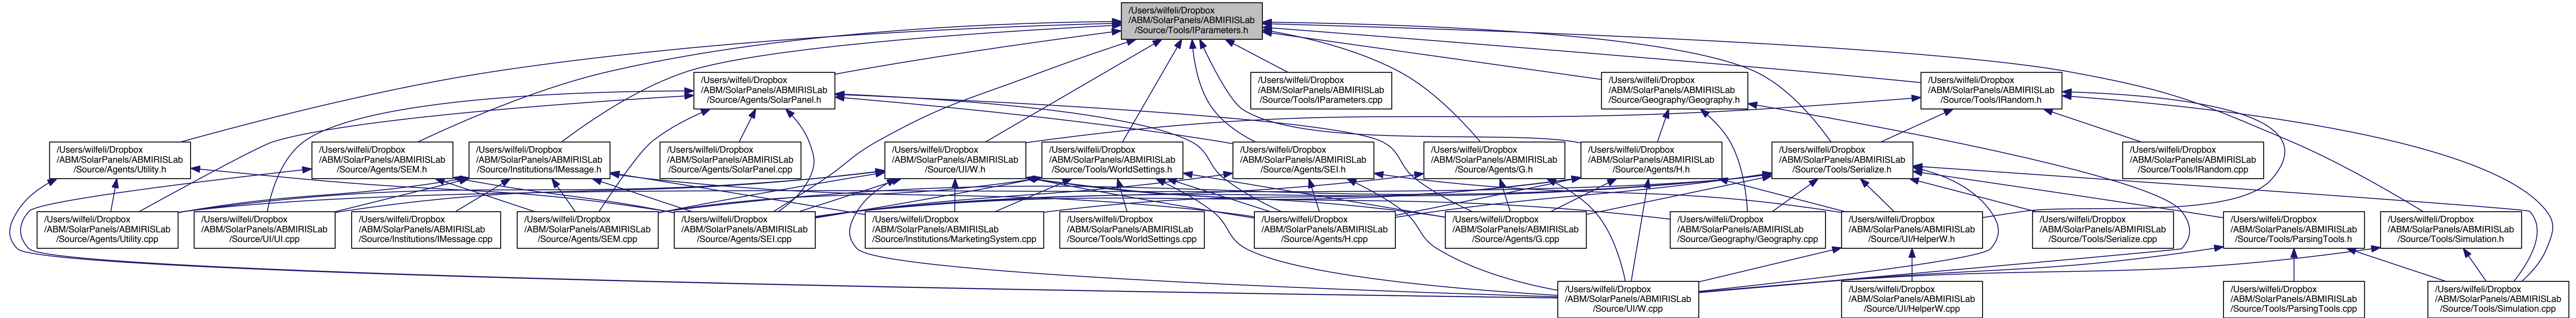 /Users/wilfeli/Dropbox
/ABM/SolarPanels/ABMIRISLab
/Source/Tools/IParameters.h
/Users/wilfeli/Dropbox
/ABM/SolarPanels/ABMIRISLab
/Source/Agents/SolarPanel.h
/Users/wilfeli/Dropbox
/ABM/SolarPanels/ABMIRISLab
/Source/Tools/IParameters.cpp
/Users/wilfeli/Dropbox
/ABM/SolarPanels/ABMIRISLab
/Source/Geography/Geography.h
/Users/wilfeli/Dropbox
/ABM/SolarPanels/ABMIRISLab
/Source/Tools/IRandom.h
/Users/wilfeli/Dropbox
/ABM/SolarPanels/ABMIRISLab
/Source/Agents/Utility.h
/Users/wilfeli/Dropbox
/ABM/SolarPanels/ABMIRISLab
/Source/Agents/SEM.h
/Users/wilfeli/Dropbox
/ABM/SolarPanels/ABMIRISLab
/Source/Institutions/IMessage.h
/Users/wilfeli/Dropbox
/ABM/SolarPanels/ABMIRISLab
/Source/Agents/SolarPanel.cpp
/Users/wilfeli/Dropbox
/ABM/SolarPanels/ABMIRISLab
/Source/UI/W.h
/Users/wilfeli/Dropbox
/ABM/SolarPanels/ABMIRISLab
/Source/Tools/WorldSettings.h
/Users/wilfeli/Dropbox
/ABM/SolarPanels/ABMIRISLab
/Source/Agents/SEI.h
/Users/wilfeli/Dropbox
/ABM/SolarPanels/ABMIRISLab
/Source/Agents/G.h
/Users/wilfeli/Dropbox
/ABM/SolarPanels/ABMIRISLab
/Source/Agents/H.h
/Users/wilfeli/Dropbox
/ABM/SolarPanels/ABMIRISLab
/Source/Tools/Serialize.h
/Users/wilfeli/Dropbox
/ABM/SolarPanels/ABMIRISLab
/Source/Tools/IRandom.cpp
/Users/wilfeli/Dropbox
/ABM/SolarPanels/ABMIRISLab
/Source/Agents/Utility.cpp
/Users/wilfeli/Dropbox
/ABM/SolarPanels/ABMIRISLab
/Source/UI/UI.cpp
/Users/wilfeli/Dropbox
/ABM/SolarPanels/ABMIRISLab
/Source/Institutions/IMessage.cpp
/Users/wilfeli/Dropbox
/ABM/SolarPanels/ABMIRISLab
/Source/Agents/SEM.cpp
/Users/wilfeli/Dropbox
/ABM/SolarPanels/ABMIRISLab
/Source/Agents/SEI.cpp
/Users/wilfeli/Dropbox
/ABM/SolarPanels/ABMIRISLab
/Source/Institutions/MarketingSystem.cpp
/Users/wilfeli/Dropbox
/ABM/SolarPanels/ABMIRISLab
/Source/Tools/WorldSettings.cpp
/Users/wilfeli/Dropbox
/ABM/SolarPanels/ABMIRISLab
/Source/Agents/H.cpp
/Users/wilfeli/Dropbox
/ABM/SolarPanels/ABMIRISLab
/Source/Agents/G.cpp
/Users/wilfeli/Dropbox
/ABM/SolarPanels/ABMIRISLab
/Source/Geography/Geography.cpp
/Users/wilfeli/Dropbox
/ABM/SolarPanels/ABMIRISLab
/Source/UI/HelperW.h
/Users/wilfeli/Dropbox
/ABM/SolarPanels/ABMIRISLab
/Source/Tools/Serialize.cpp
/Users/wilfeli/Dropbox
/ABM/SolarPanels/ABMIRISLab
/Source/Tools/ParsingTools.h
/Users/wilfeli/Dropbox
/ABM/SolarPanels/ABMIRISLab
/Source/Tools/Simulation.h
/Users/wilfeli/Dropbox
/ABM/SolarPanels/ABMIRISLab
/Source/UI/W.cpp
/Users/wilfeli/Dropbox
/ABM/SolarPanels/ABMIRISLab
/Source/UI/HelperW.cpp
/Users/wilfeli/Dropbox
/ABM/SolarPanels/ABMIRISLab
/Source/Tools/ParsingTools.cpp
/Users/wilfeli/Dropbox
/ABM/SolarPanels/ABMIRISLab
/Source/Tools/Simulation.cpp